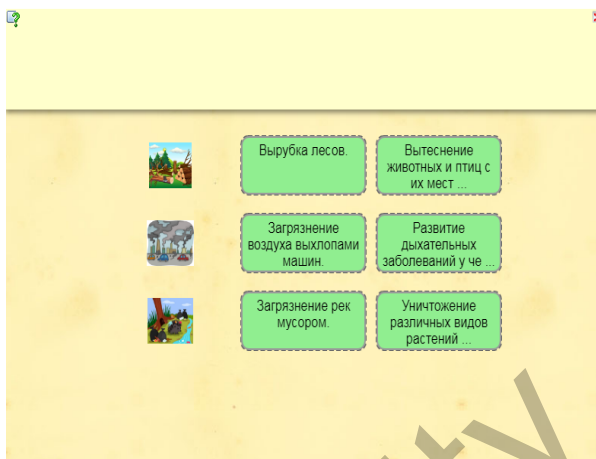 Вырубка лесов.
Вытеснение
животных и птиц с
их мест ...
Загрязнение
воздуха выхлопами
машин.
Развитие
дыхательных
заболеваний у че ...
Загрязнение рек
мусором.
Уничтожение
различных видов
растений ...